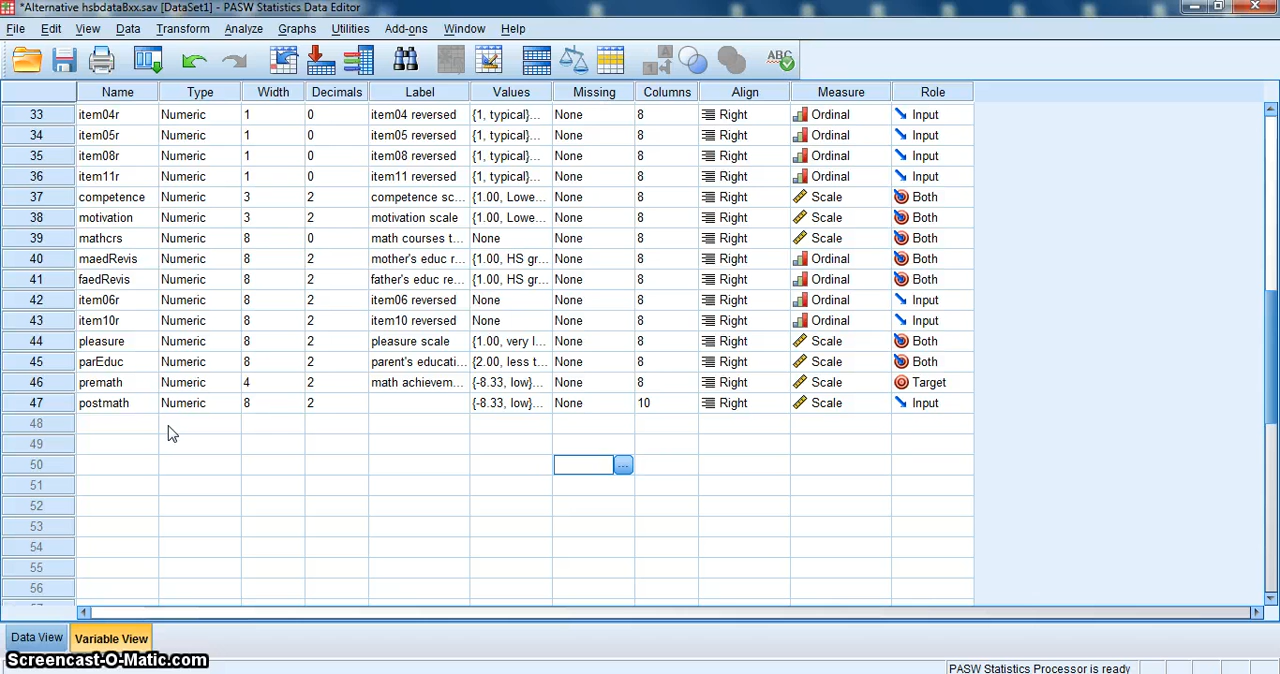 *Alternative hsbdataBxx.sav [DataSet1] - PASW Statistics Data Editor
File Edit View Data Transform Analyze Graphs Utilities Add-ons Window Help
ABC
Name Type Width Decimals Label Values Missing Columns Align Measure Role
33 item04r Numeric 1 0 item04 reversed {1, typical}... None 8 Right Ordinal Input
34 item05r Numeric 1 0 item05 reversed {1, typical}... None 8 Right Ordinal Input
35 item08r Numeric 1 0 item08 reversed {1, typical}... None 8 Right Ordinal Input
36 item11r Numeric 1 0 item11 reversed {1, typical}... None 8 Right Ordinal Input
37 competence Numeric 3 2 competence sc... {1.00, Lowe... None 8 Right Scale Both
38 motivation Numeric 3 2 motivation scale {1.00, Lowe... None 8 Right Scale Both
39 mathcrs Numeric 8 0 math courses t... None None 8 Right Scale Both
40 maedRevis Numeric 8 2 mother's educ r... {1.00, HS gr... None 8 Right Ordinal Both
41 faedRevis Numeric 8 2 father's educ re... {1.00, HS gr... None 8 Right Ordinal Both
42 item06r Numeric 8 2 item06 reversed None None 8 Right Ordinal Input
43 item10r Numeric 8 2 item10 reversed None None 8 Right Ordinal Input
44 pleasure Numeric 8 2 pleasure scale {1.00, very l... None 8 Right Scale Both
45 parEduc Numeric 8 2 parent's educati... {2.00, less t... None 8 Right Scale Both
46 premath Numeric 4 2 math achievem... {-8.33, low}... None 8 Right Scale Target
47 postmath Numeric 8 2 {-8.33, low}... None 10 Right Scale Input
48
49
50 ...
51
52
53
54
55
56
Data View Variable View
Screencast-O-Matic.com
PASW Statistics Processor is ready